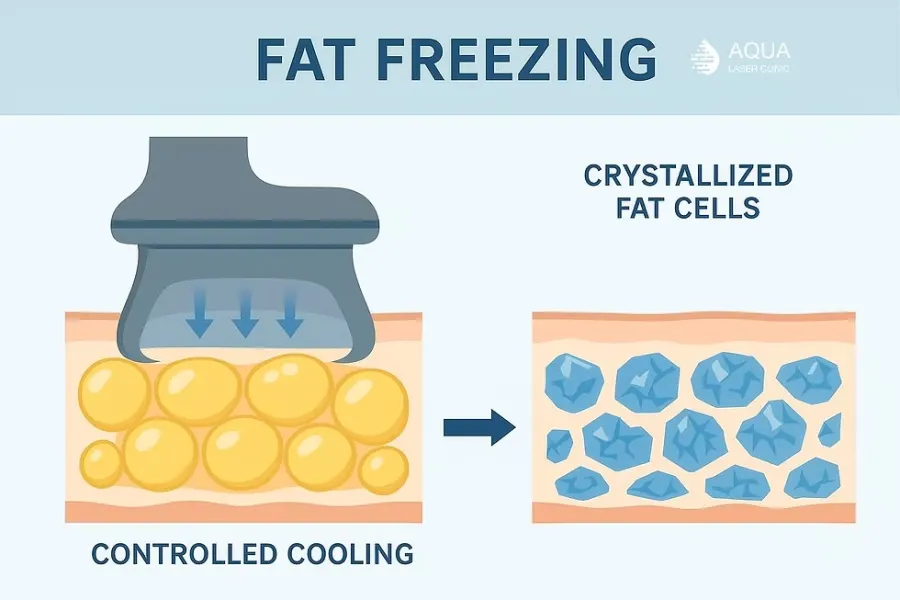 FAT FREEZING
AQUA
LASER CLINIC
CRYSTALLIZED
FAT CELLS
CONTROLLED COOLING